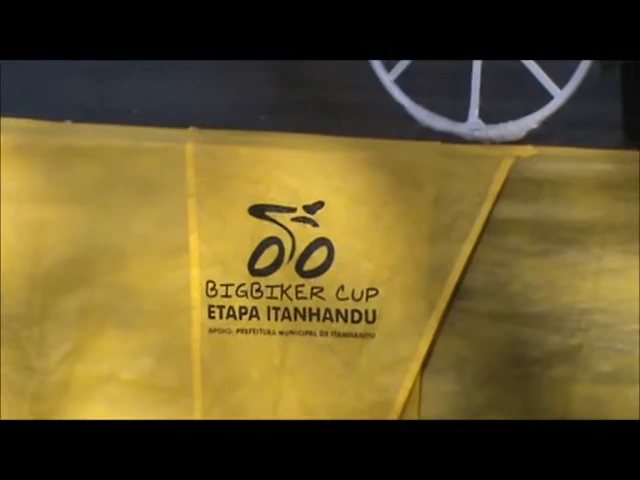 BIGBIKER CUP
ETAPA ITANHANDU
APOIO: PREFEITURA MUNICIPAL DE ITANHANDU